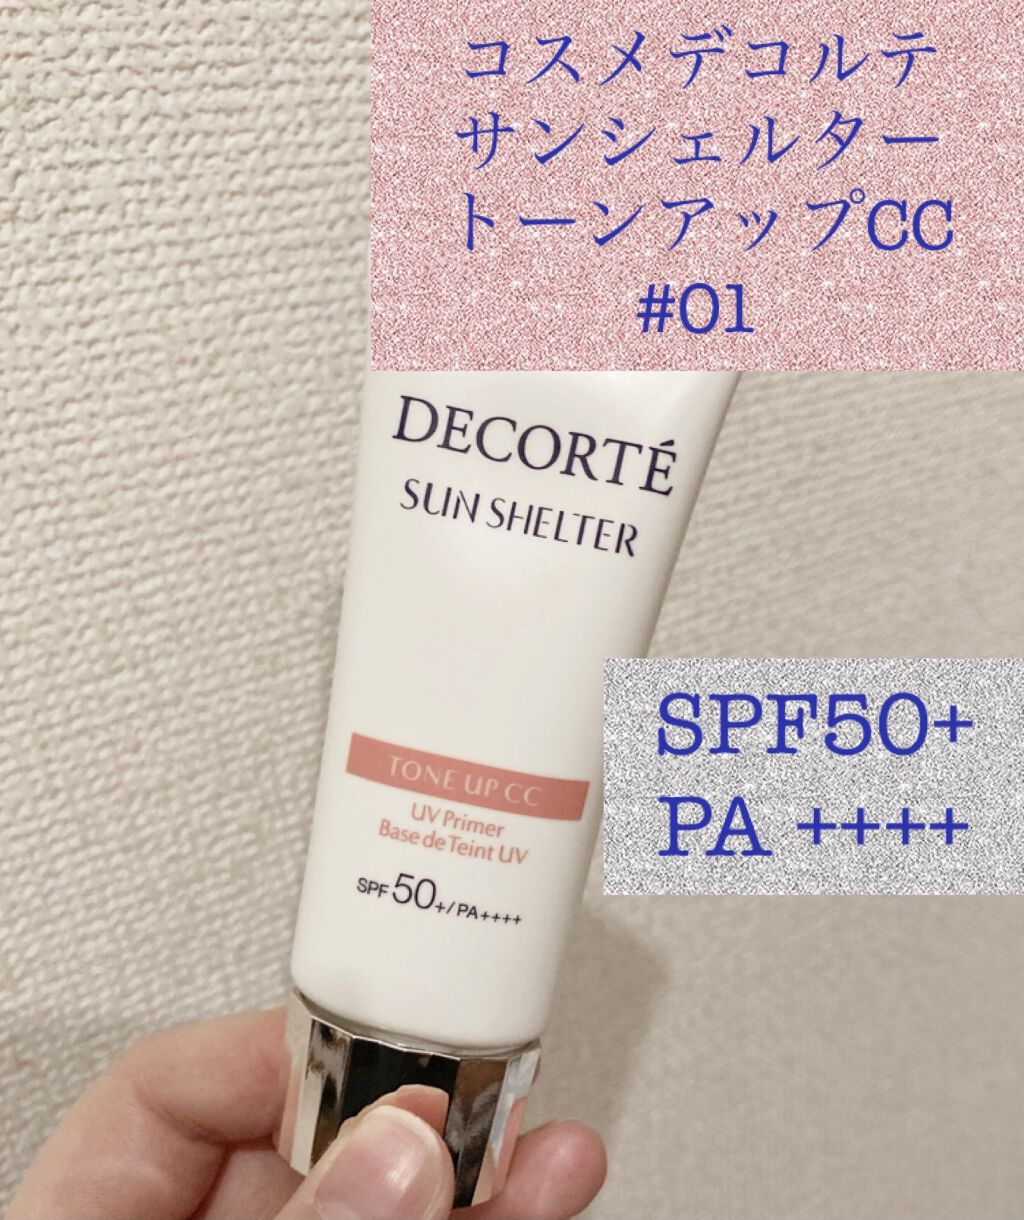 コスメデコルテ
サンシェルター
トーンアップCC
#01
DECORTÉ
SUN SHELTER
SPF50+
PA ++++
TONE UP CC
UV Primer
Base de Teint UV
SPF 50+/PA++++